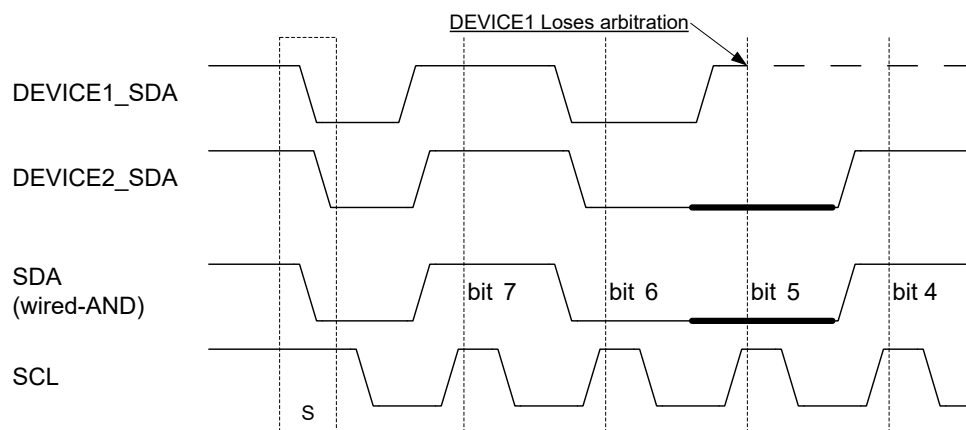 DEVICE1 Loses arbitration
DEVICE1_SDA
DEVICE2_SDA
SDA
(wired-AND)
bit 7
bit 6
bit 5
bit 4
SCL
S